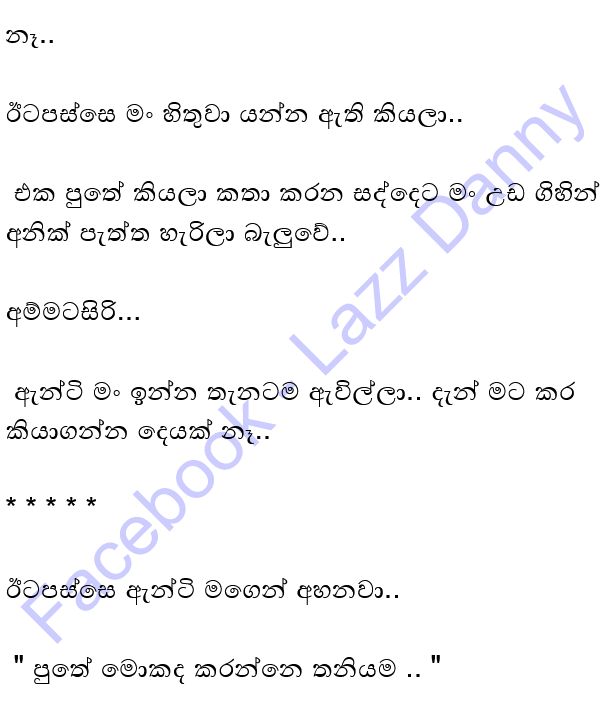 නෑ..
ඊටපස්සෙ මං හිතුවා යන්න ඇති කියලා..
එක පුතේ කියලා කතා කරන සද්දෙට මං උඩ ගිහින්
අනික් පැත්ත හැරිලා බැලුවේ..
අම්මටසිරි...
ඇන්ටි මං ඉන්න තැනටම ඇවිල්ලා.. දැන් මට කර
කියාගන්න දෙයක් නෑ..
* * * * *
ඊටපස්සෙ ඇන්ටි මගෙන් අහනවා..
" පුතේ මොකද කරන්නෙ තනියම .. "
Facebook - Lazz Danny